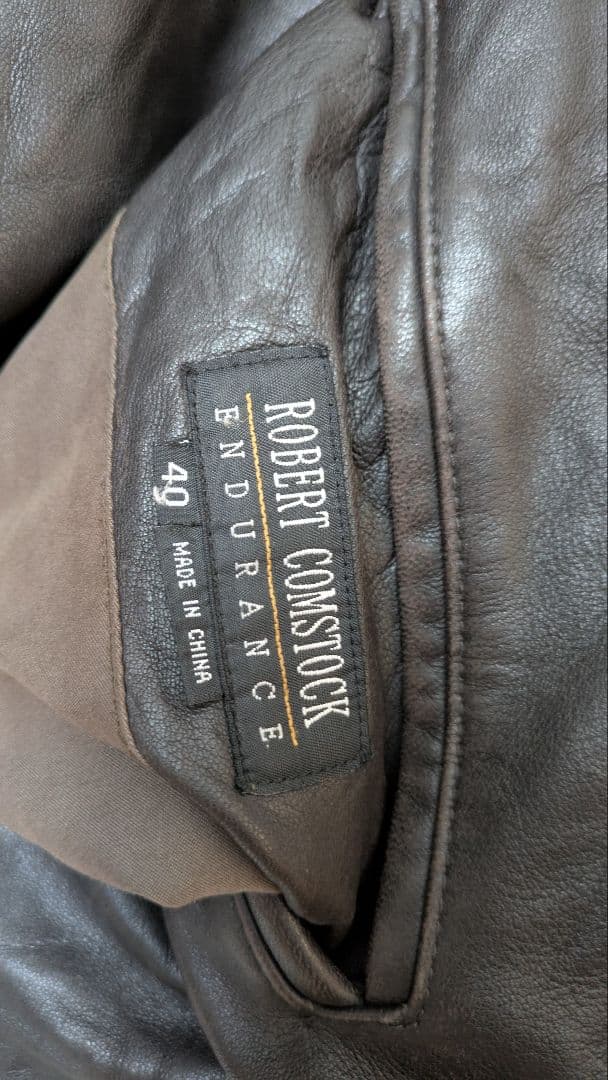 ROBERT COMSTOCK
ENDURANCE
40
MADE IN CHINA